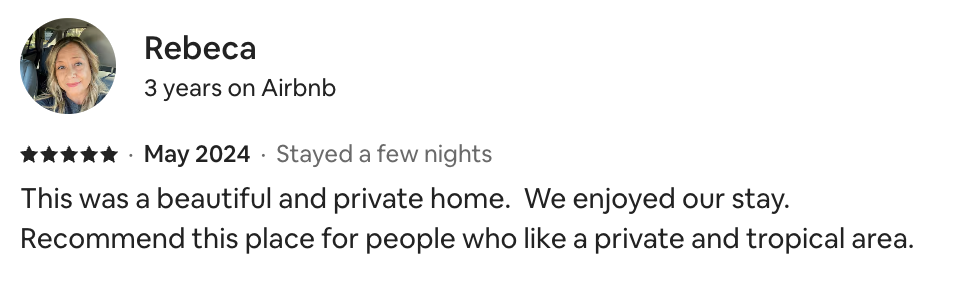 Rebeca
3 years on Airbnb
★★★★★ · May 2024 · Stayed a few nights
This was a beautiful and private home.  We enjoyed our stay.
Recommend this place for people who like a private and tropical area.